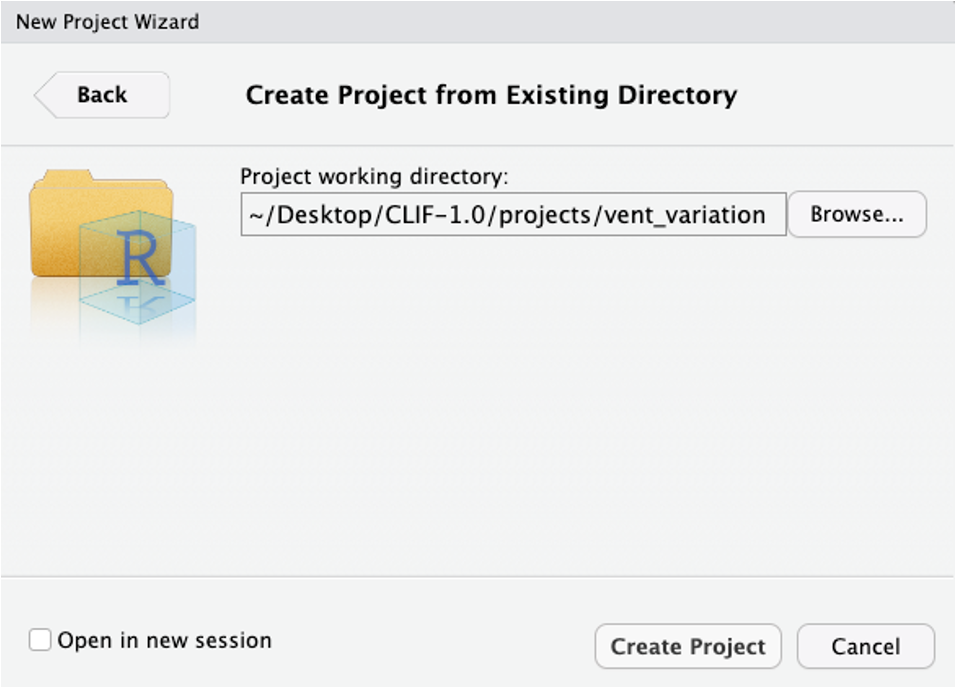 New Project Wizard
Back
Create Project from Existing Directory
Project working directory:
~/Desktop/CLIF-1.0/projects/vent_variation
Browse...
R
Open in new session
Create Project
Cancel